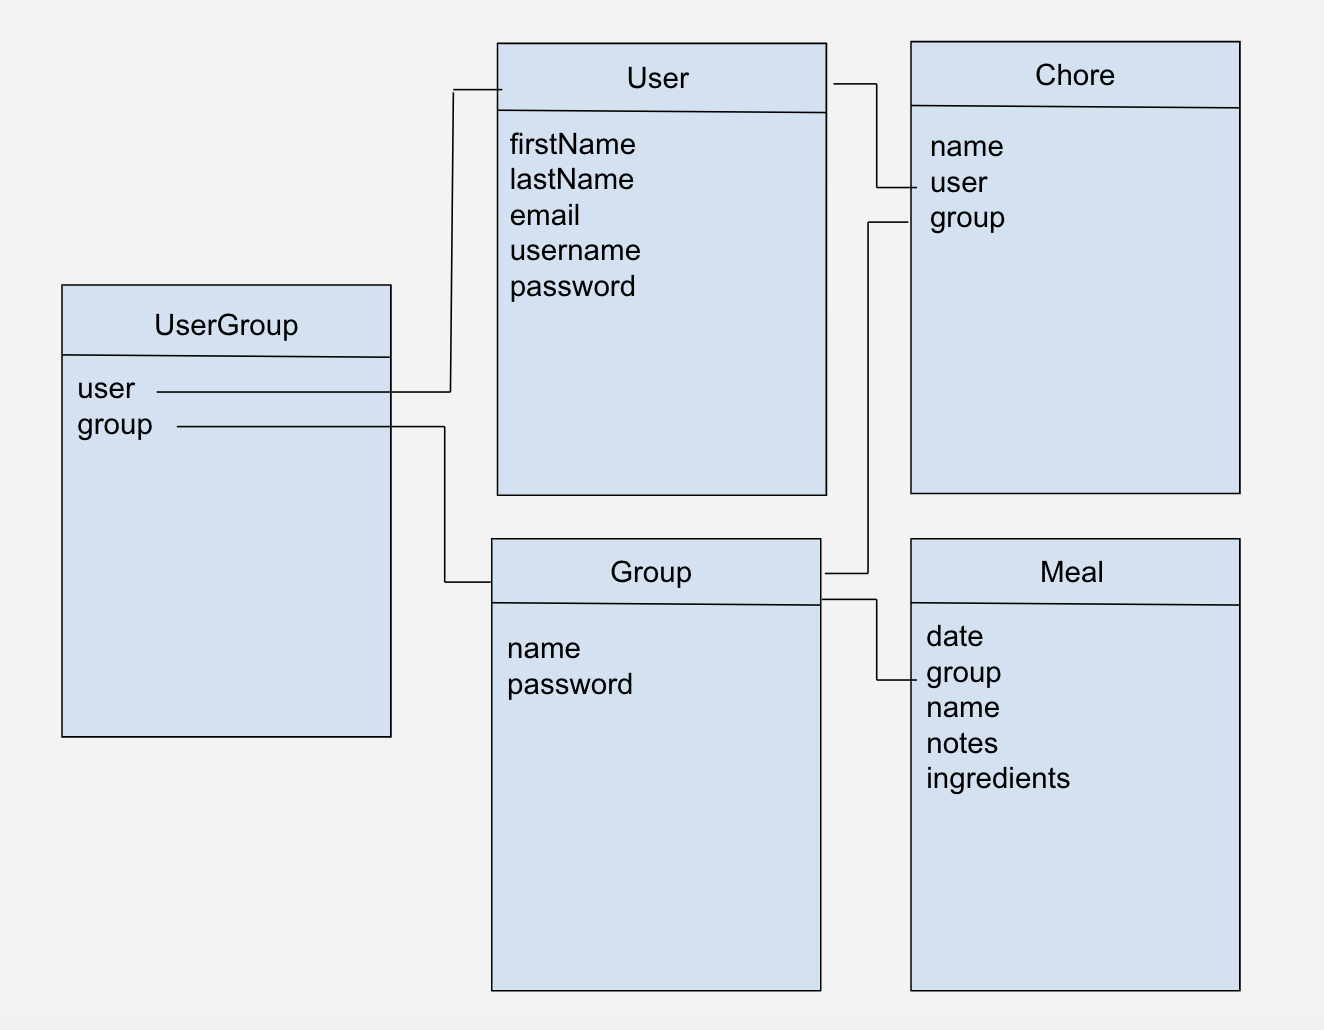 User
firstName
lastName
email
username
password
Chore
name
user
group
UserGroup
user
group
Group
name
password
Meal
date
group
name
notes
ingredients